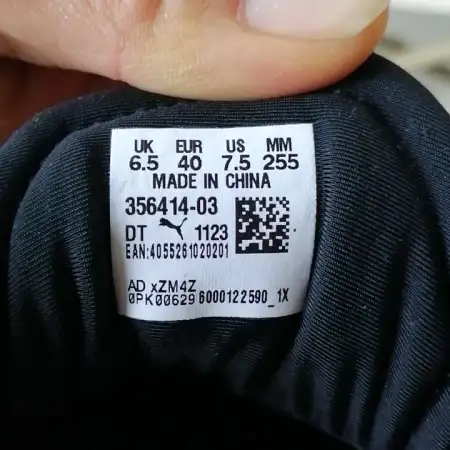 UK EUR US MM
6.5 40 7.5 255
MADE IN CHINA
356414-03
DT 1123
EAN:4055261020201
AD xZM4Z
0PK00629 6000122590_1X